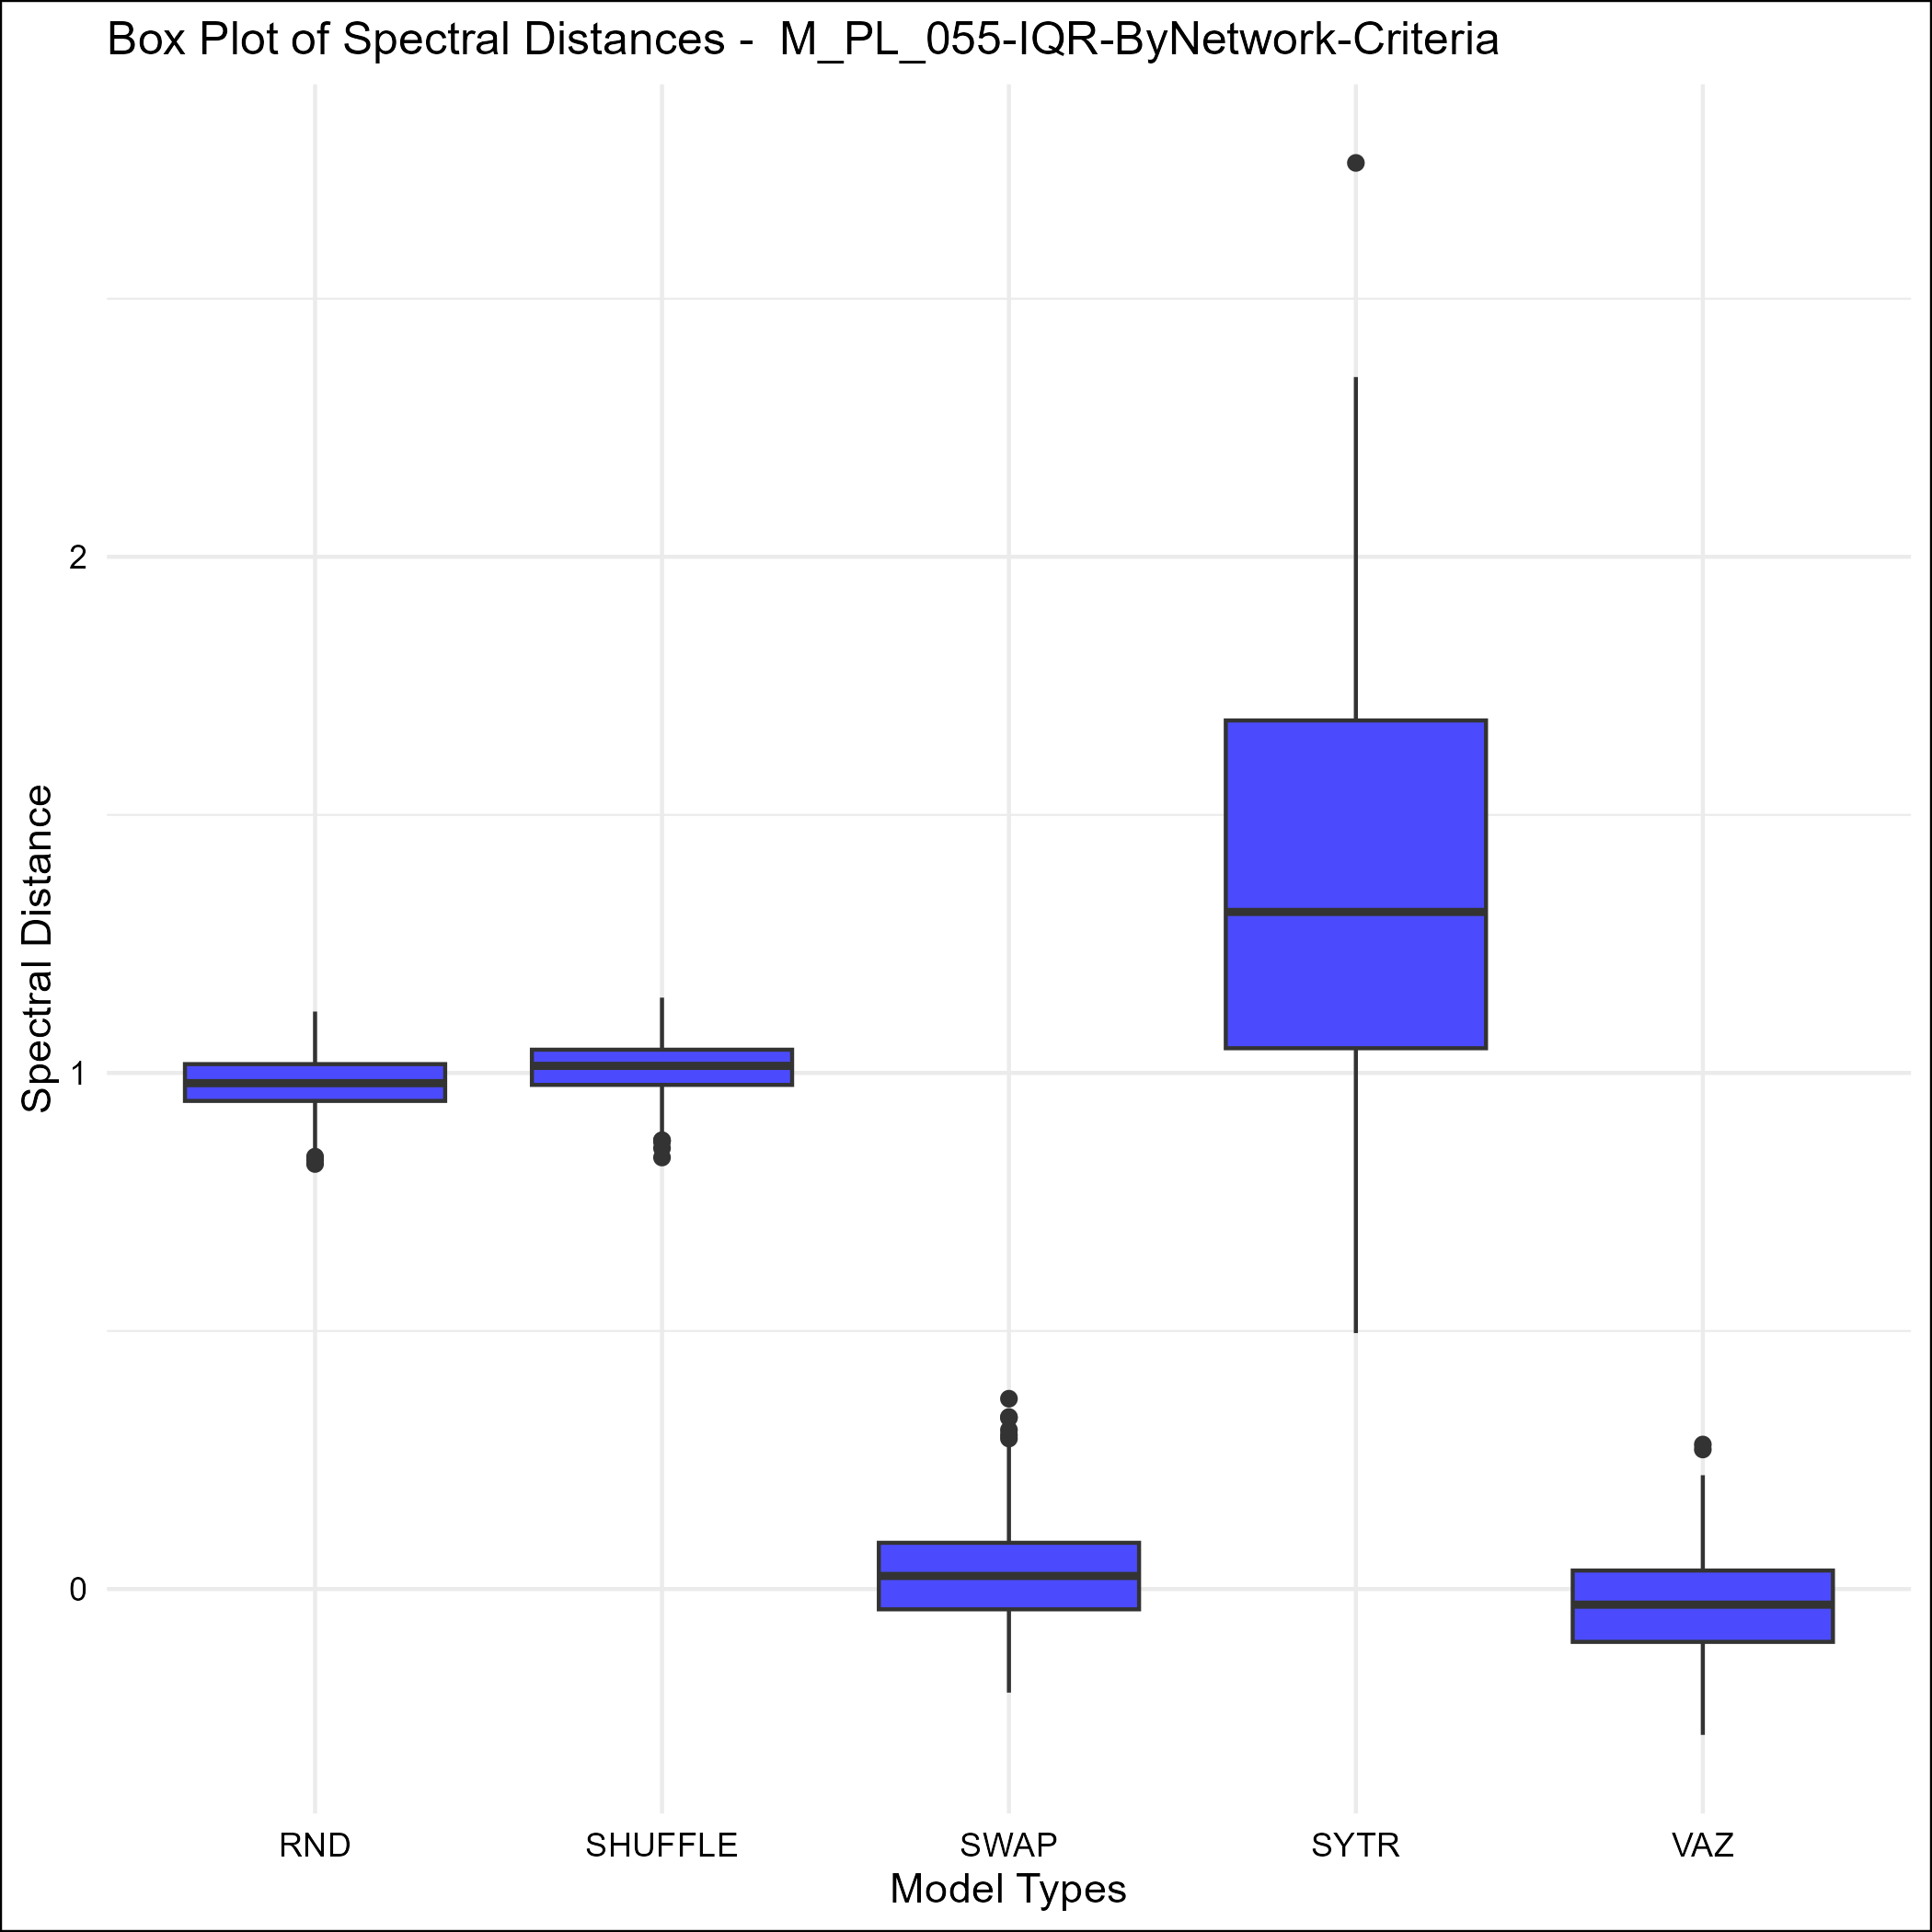 Box Plot of Spectral Distances -  M_PL_055-IQR-ByNetwork-Criteria
Spectral Distance
2
1
0
RND SHUFFLE SWAP SYTR VAZ
Model Types